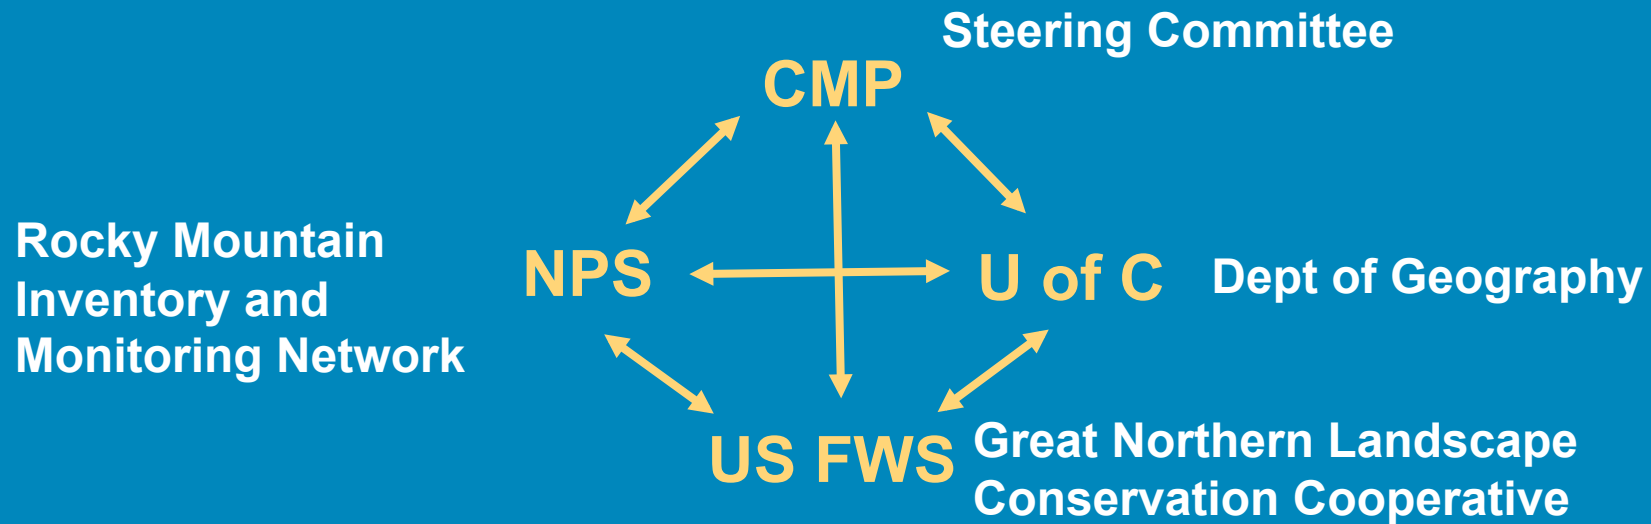 Steering Committee
CMP
Rocky Mountain
Inventory and
Monitoring Network
NPS
U of C
Dept of Geography
US FWS
Great Northern Landscape
Conservation Cooperative